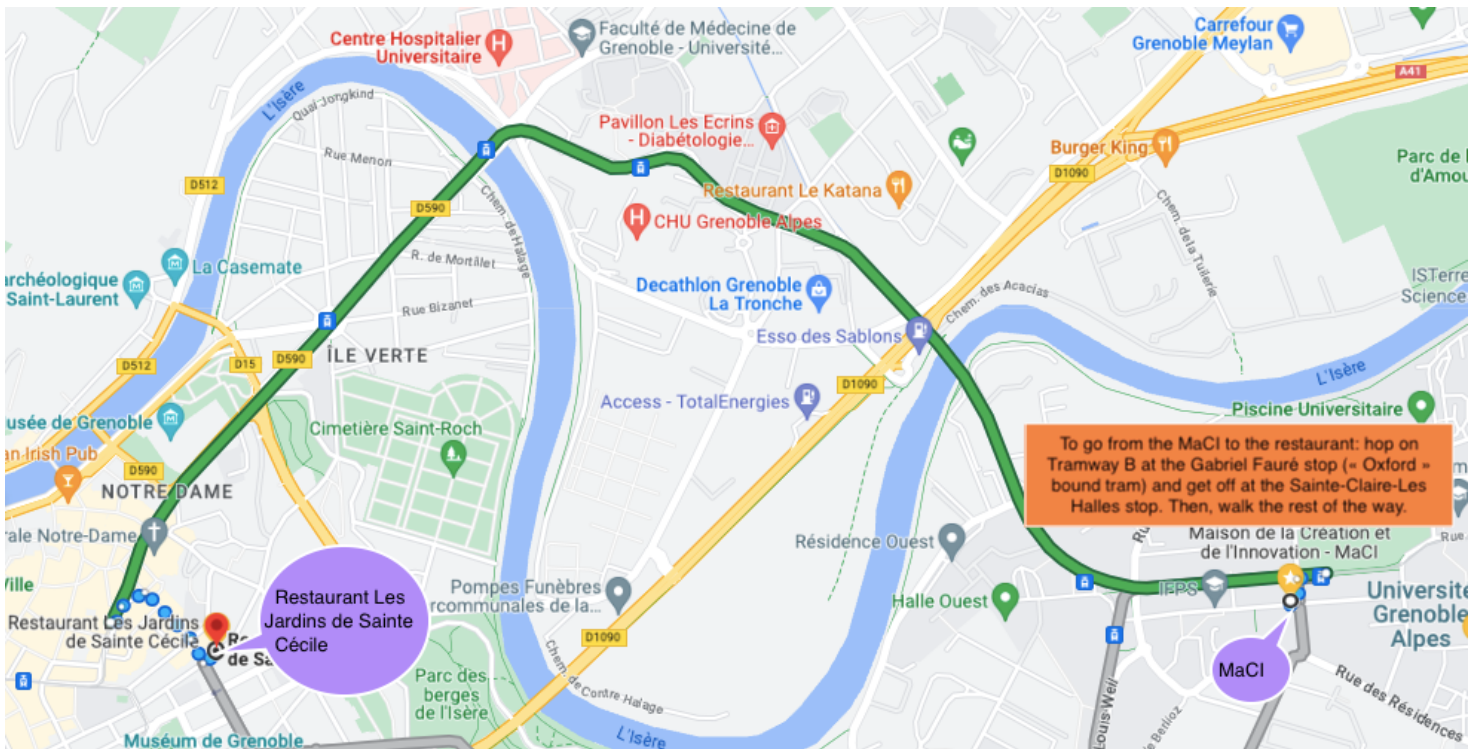 Centre Hospitalier
Universitaire
Faculté de Médecine de
Grenoble - Université...
Carrefour
Grenoble Meylan
A41
L'Isère
Quai Jongkind
Rue Menon
D512
D590
Chem. de Halage
Pavillon Les Ecrins
- Diabétologie...
Burger King
D1090
Parc de l
d'Amou
Restaurant Le Katana
CHU Grenoble Alpes
Chem. de la Tuilerie
R. de Mortillet
La Casemate
archéologique
Saint-Laurent
Rue Bizanet
Decathlon Grenoble
La Tronche
Chem. des Acacias
ISTerre
Science
Esso des Sablons
ÎLE VERTE
D512
D15
D590
D1090
L'Isère
Access - TotalEnergies
Piscine Universitaire
usée de Grenoble
Cimetière Saint-Roch
an Irish Pub
D590
NOTRE DAME
To go from the MaCI to the restaurant: hop on
Tramway B at the Gabriel Fauré stop (« Oxford »
bound tram) and get off at the Sainte-Claire-Les
Halles stop. Then, walk the rest of the way.
rale Notre-Dame
Résidence Ouest
Maison de la Création et
de l'Innovation - MaCI
Ru
Rue
Ville
Pompes Funèbres
rcommunales de la...
Halle Ouest
IFPS
Université
Grenoble
Alpes
Restaurant Les Jardins
de Sainte Cécile
Re
de Sa
Restaurant Les
Jardins de Sainte
Cécile
D1090
MaCI
Parc des
berges
de l'Isère
Chem. de Contre Halage
Louis Weil
e Berlioz
Rue des Résidences
L'Isère
Muséum de Grenoble